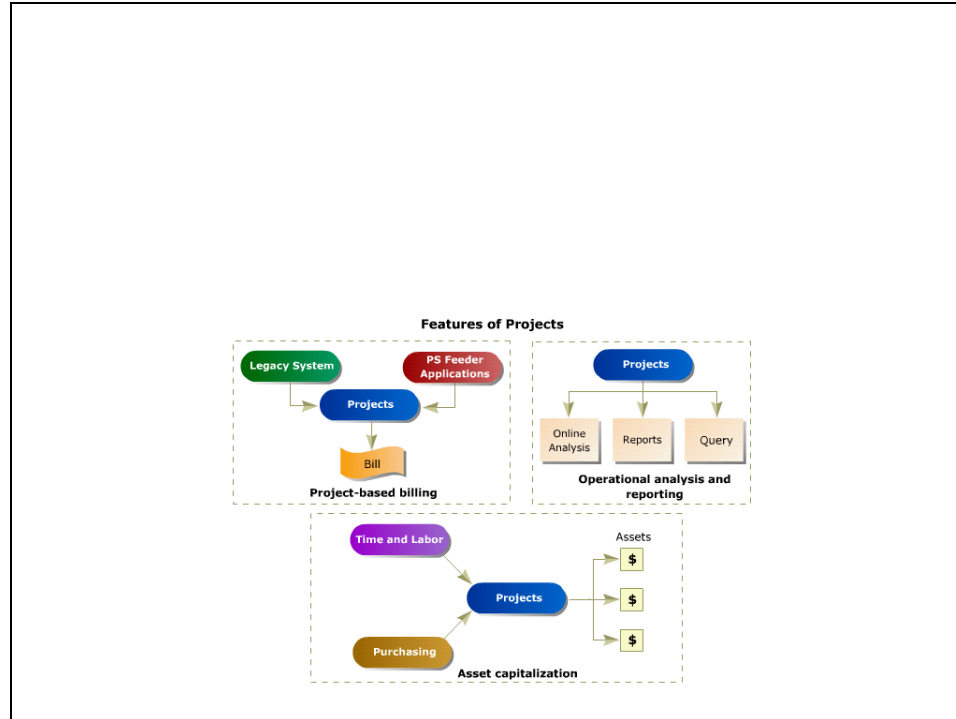 Features of Projects
Legacy System
PS Feeder
Applications
Projects
Bill
Project-based billing
Projects
Online
Analysis
Reports
Query
Operational analysis and
reporting
Time and Labor
Assets
$
Projects
$
$
Purchasing
Asset capitalization